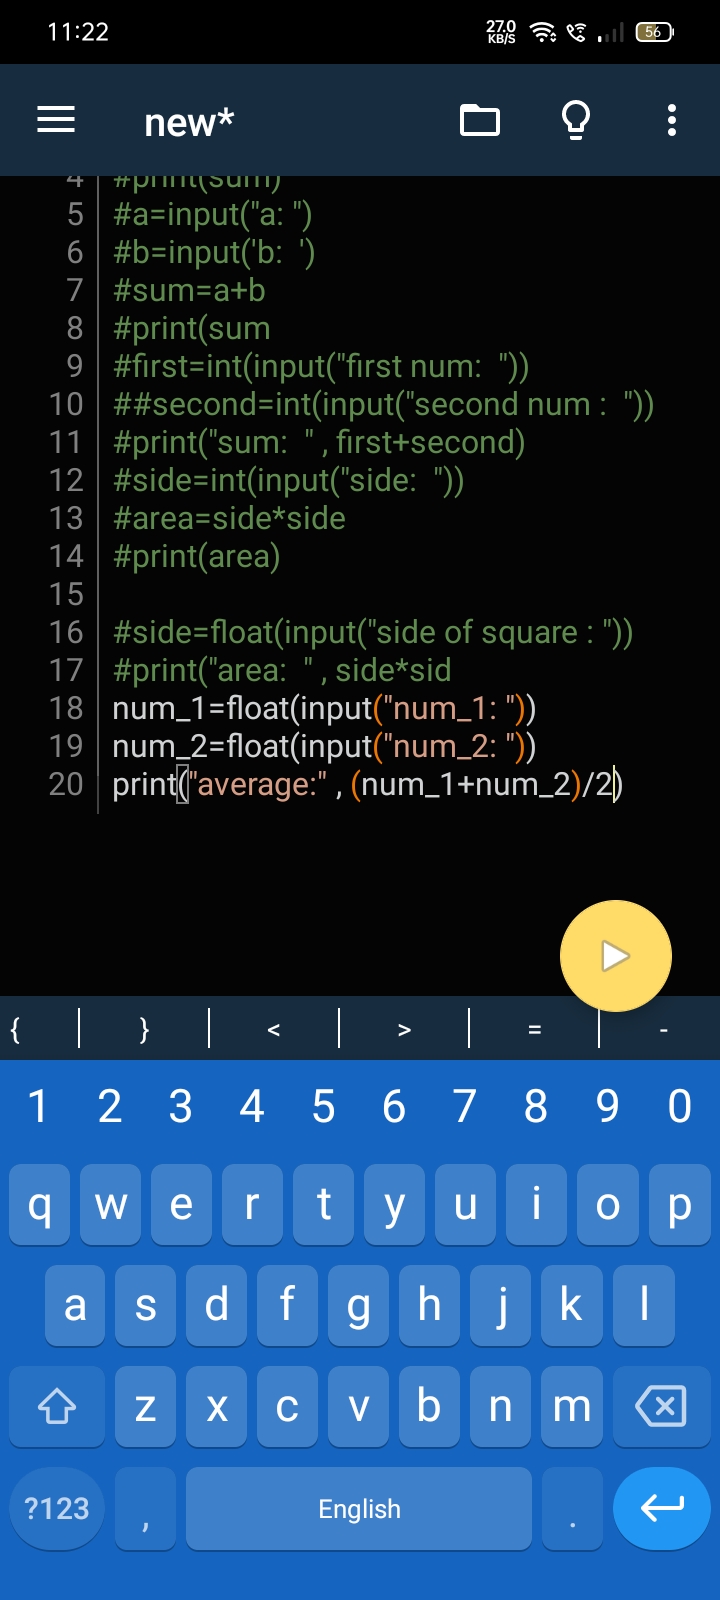 11:22
27.0
KB/S
56
new*
4 #print(sum)
5 #a=input("a: ")
6 #b=input('b:  ')
7 #sum=a+b
8 #print(sum
9 #first=int(input("first num:  "))
10 ##second=int(input("second num :  "))
11 #print("sum:  " , first+second)
12 #side=int(input("side:  "))
13 #area=side*side
14 #print(area)
15
16 #side=float(input("side of square : "))
17 #print("area:  " , side*sid
18 num_1=float(input("num_1: "))
19 num_2=float(input("num_2: "))
20 print("average:" , (num_1+num_2)/2)
{ } < > = -
1 2 3 4 5 6 7 8 9 0
q w e r t y u i o p
a s d f g h j k l
z x c v b n m
?123 , English .